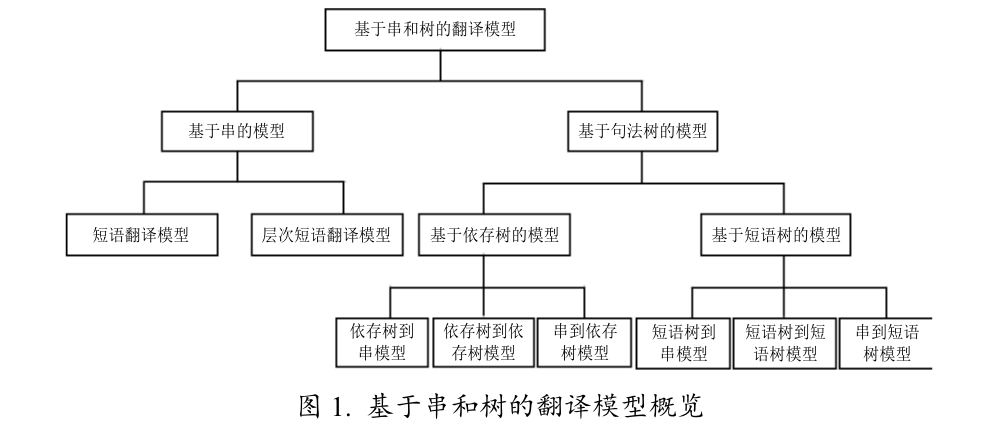 基于串和树的翻译模型
基于串的模型
基于句法树的模型
短语翻译模型
层次短语翻译模型
基于依存树的模型
基于短语树的模型
依存树到
串模型
依存树到依
存树模型
串到依存
树模型
短语树到
串模型
短语树到短
语树模型
串到短语
树模型
图 1. 基于串和树的翻译模型概览